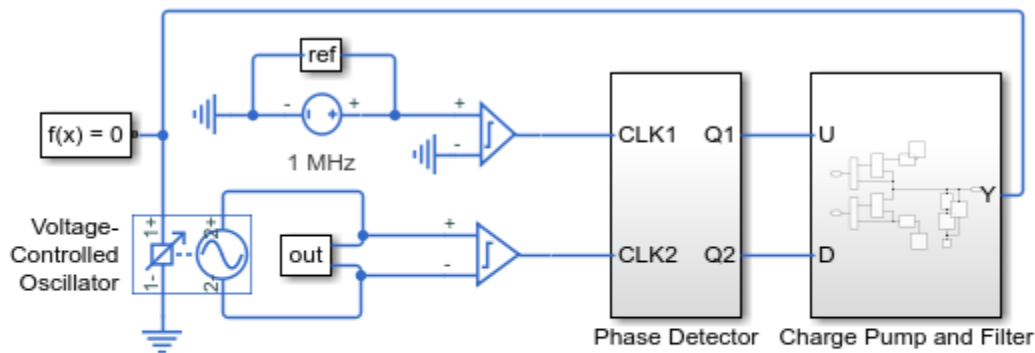 ref
-
+
+
f(x) = 0
CLK1
Q1
U
-
1 MHz
Y
Voltage-
Controlled
Oscillator
1+
1-
2+
2-
out
+
-
CLK2
Q2
D
Phase Detector
Charge Pump and Filter